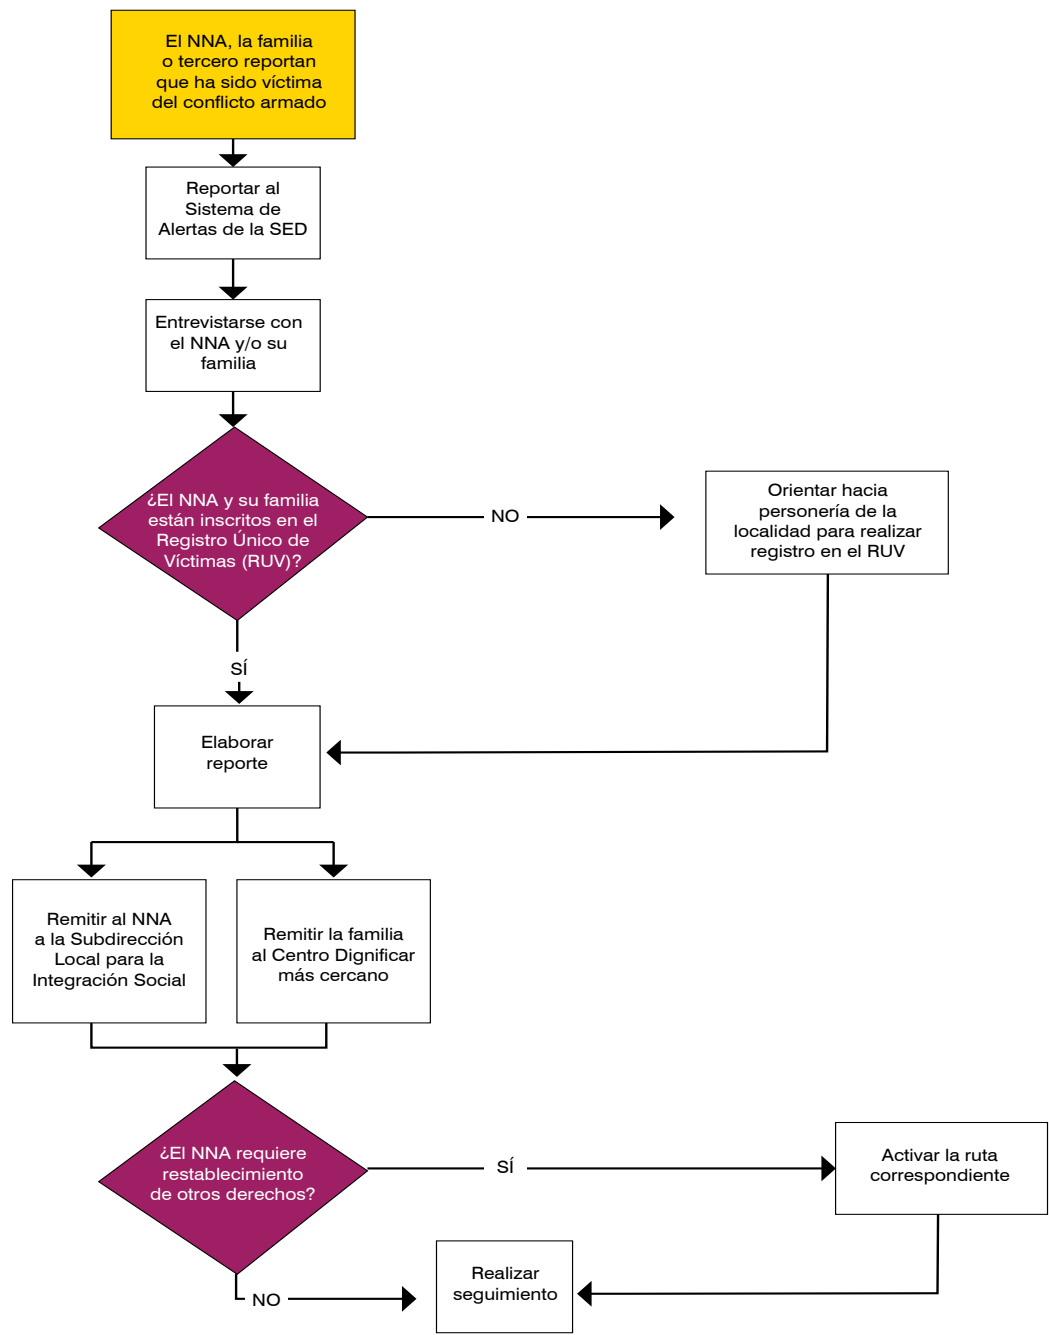 El NNA, la familia
o tercero reportan
que ha sido víctima
del conflicto armado
Reportar al
Sistema de
Alertas de la SED
Entrevistarse con
el NNA y/o su
familia
¿El NNA y su familia
están inscritos en el
Registro Único de
Víctimas (RUV)?
NO
Orientar hacia
personería de la
localidad para realizar
registro en el RUV
SÍ
Elaborar
reporte
Remitir al NNA
a la Subdirección
Local para la
Integración Social
Remitir la familia
al Centro Dignificar
más cercano
¿El NNA requiere
restablecimiento
de otros derechos?
SÍ
Activar la ruta
correspondiente
NO
Realizar
seguimiento